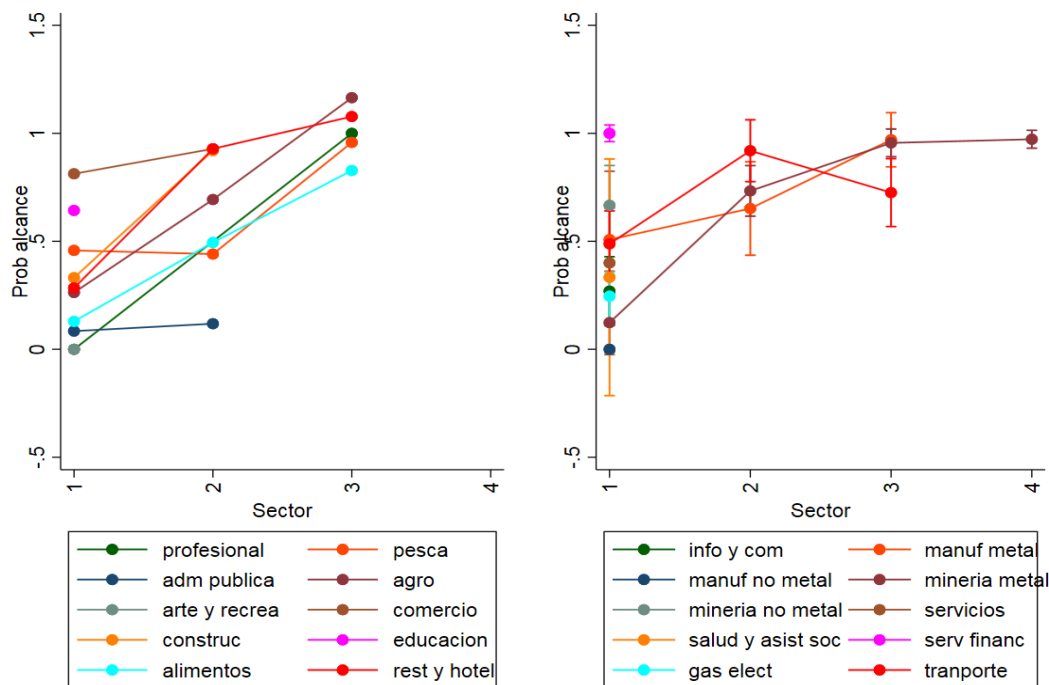 1.5
1
.5
0
-.5
Prob alcance
1 2 3 4
Sector
profesional pesca
adm publica agro
arte y recrea comercio
construc educacion
alimentos rest y hotel
1.5
1
.5
0
-.5
Prob alcance
1 2 3 4
Sector
info y com manuf metal
manuf no metal mineria metal
mineria no metal servicios
salud y asist soc serv financ
gas elect tranporte